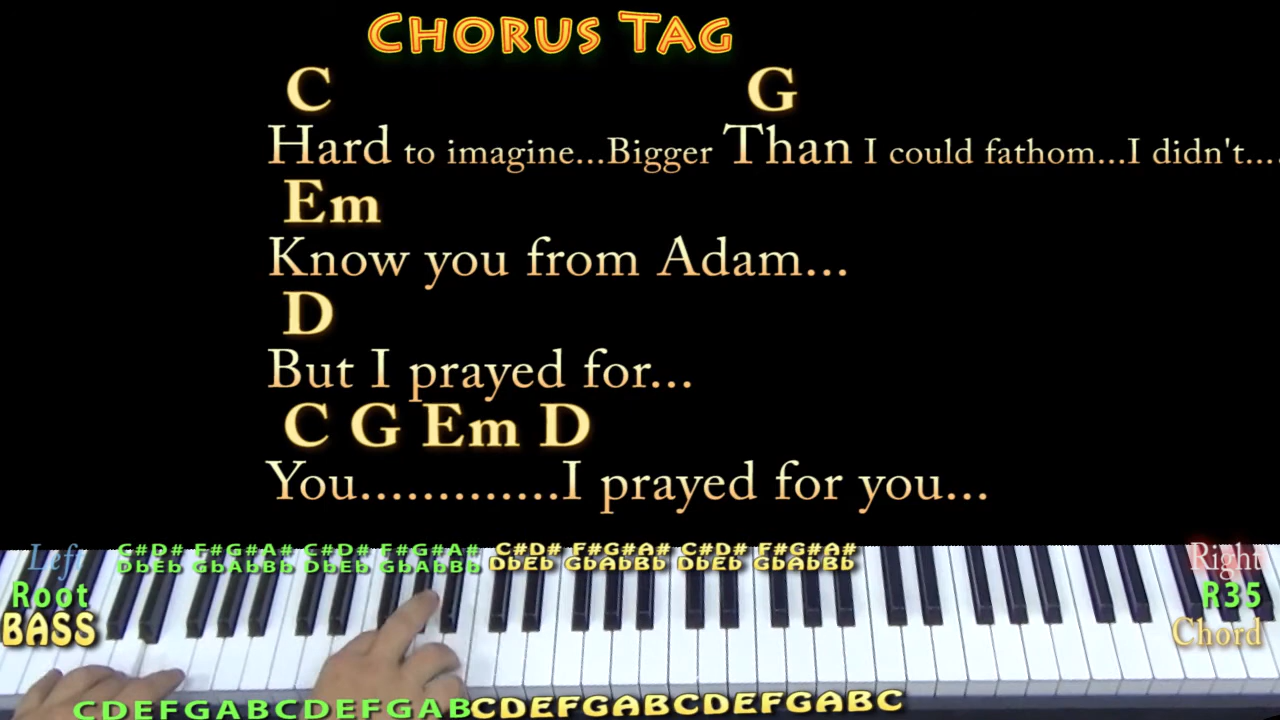 CHORUS TAG
C G
Hard to imagine...Bigger Than I could fathom...I didn't....
Em
Know you from Adam...
D
But I prayed for...
C G Em D
You.............I prayed for you...
Left C#D# F#G#A# C#D# F#G#A# C#D# F#G#A# C#D# F#G#A# Right
DbEb GbAbBb DbEb GbAbBb DbEb GbAbBb DbEb GbAbBb
Root R35
BASS Chord
CDEFGABCDEFGABCDEFGABCDEFGABC